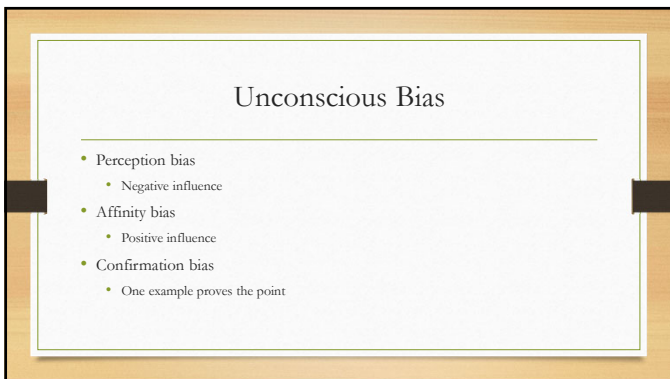 Unconscious Bias
• Perception bias
• Negative influence
• Affinity bias
• Positive influence
• Confirmation bias
• One example proves the point